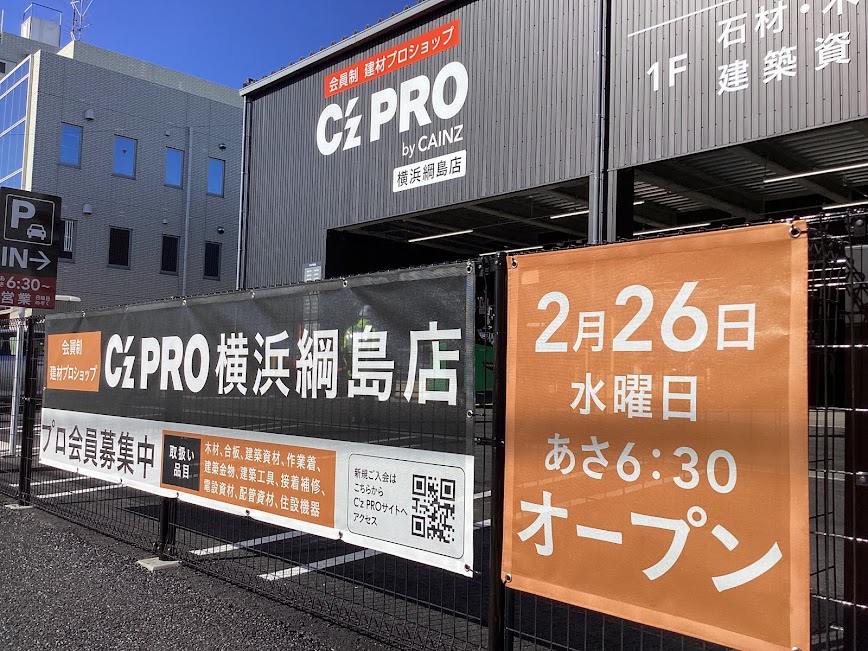 会員制 建材プロショップ
C'z PRO
by CAINZ
横浜綱島店
1F
石材・木
建築資
P
IN→
6:30~
営業
会員制
建材プロショップ
C'z PRO 横浜綱島店
プロ会員募集中
取扱い
品目
木材、合板、建築資材、作業着、
建築金物、建築工具、接着補修、
電設資材、配管資材、住設機器
新規ご入会は
こちらから
C'z PROサイトへ
アクセス
2月26日
水曜日
あさ6:30
オープン